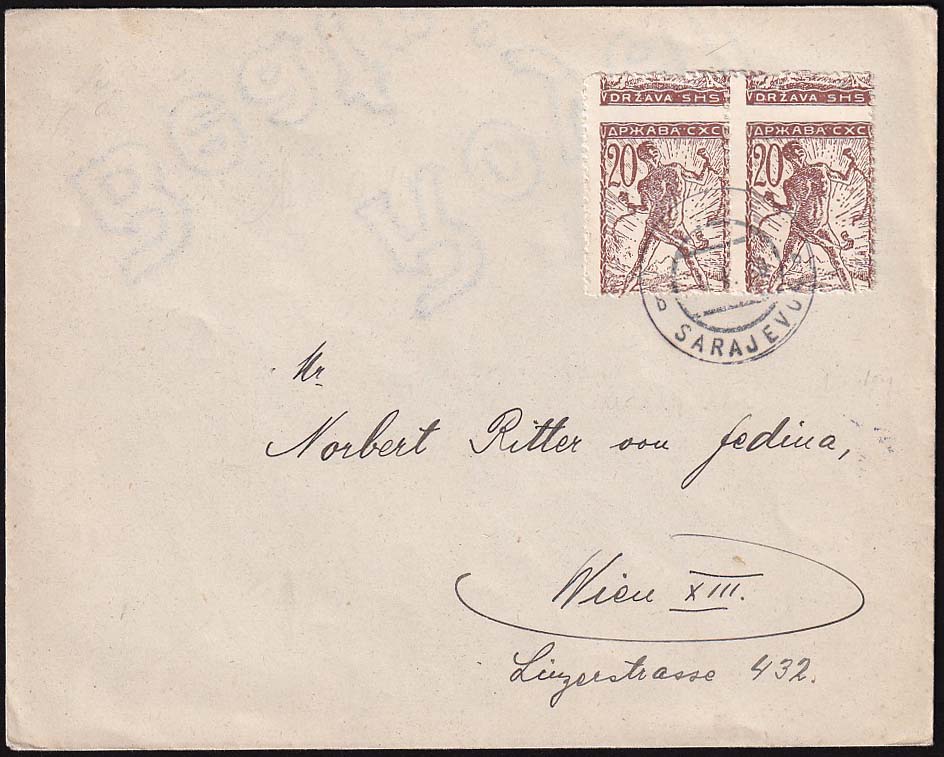 DRŽAVA SHS DRŽAVA SHS
ДРЖАВА СХС ДРЖАВА СХС
20 20
SARAJEVO
Mr.
Norbert Ritter von Jedina,
Wien XIII.
Linzerstrasse 432.